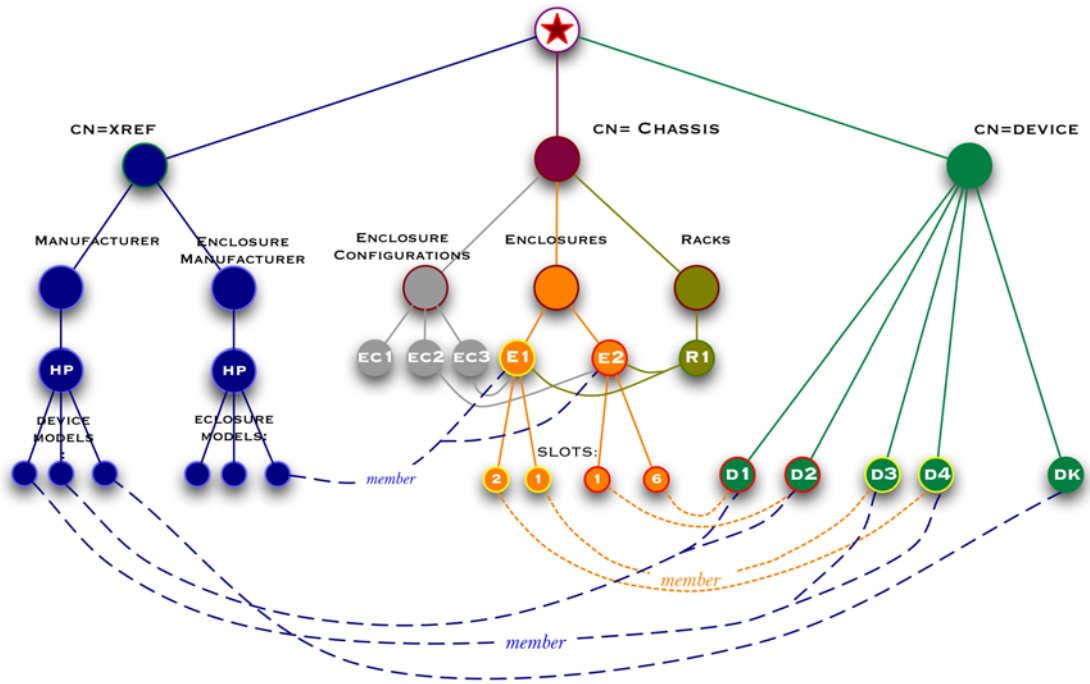 CN=XREF
CN= CHASSIS
CN=DEVICE
MANUFACTURER
ENCLOSURE
MANUFACTURER
ENCLOSURE
CONFIGURATIONS
ENCLOSURES
RACKS
HP
HP
EC1
EC2
EC3
E1
E2
R1
DEVICE
MODELS
:
ECLOSURE
MODELS:
SLOTS:
member
2
1
1
6
D1
D2
D3
D4
DK
member
member